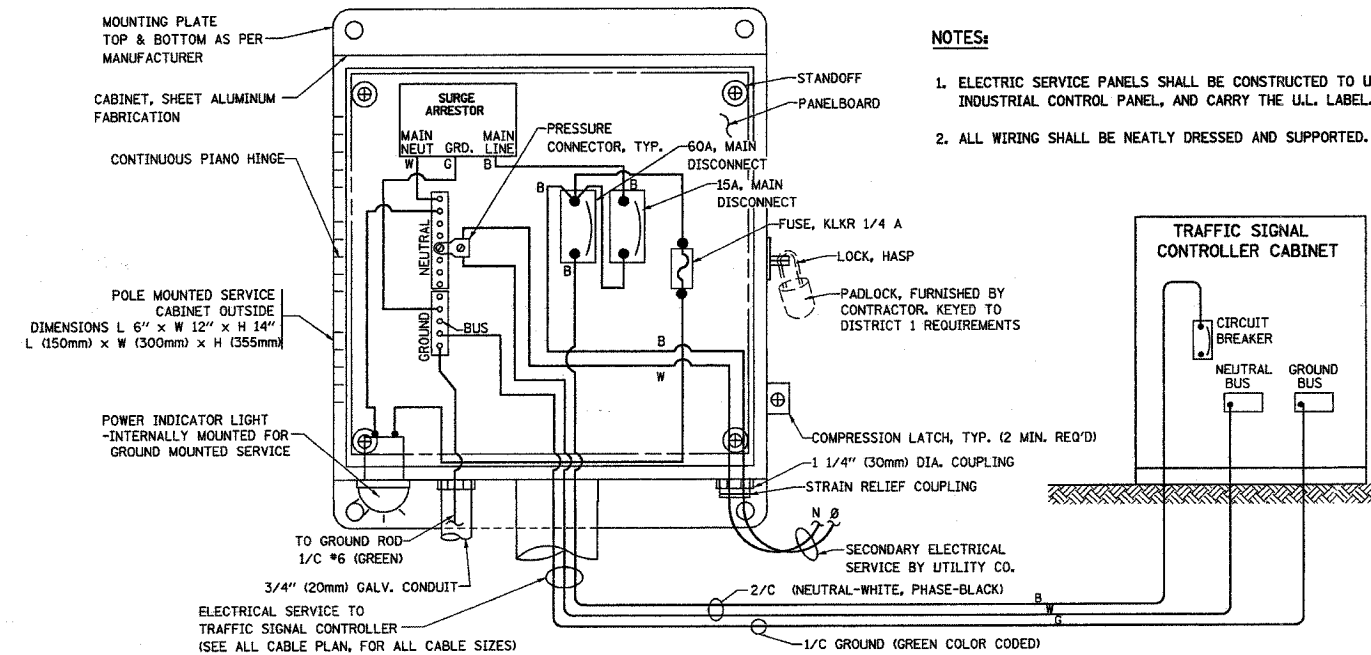 MOUNTING PLATE
TOP & BOTTOM AS PER
MANUFACTURER
CABINET, SHEET ALUMINUM
FABRICATION
CONTINUOUS PIANO HINGE
POLE MOUNTED SERVICE
CABINET OUTSIDE
DIMENSIONS L 6" x W 12" x H 14"
L (150mm) x W (300mm) x H (355mm)
POWER INDICATOR LIGHT
-INTERNALLY MOUNTED FOR
GROUND MOUNTED SERVICE
TO GROUND ROD
1/C #6 (GREEN)
3/4" (20mm) GALV. CONDUIT
ELECTRICAL SERVICE TO
TRAFFIC SIGNAL CONTROLLER
(SEE ALL CABLE PLAN, FOR ALL CABLE SIZES)
SURGE
ARRESTOR
MAIN
NEUT
GRD.
MAIN
LINE
W
G
B
PRESSURE
CONNECTOR, TYP.
NEUTRAL
GROUND
BUS
STANDOFF
PANELBOARD
60A, MAIN
DISCONNECT
15A, MAIN
DISCONNECT
B
B
B
FUSE, KLKR 1/4 A
LOCK, HASP
PADLOCK, FURNISHED BY
CONTRACTOR. KEYED TO
DISTRICT 1 REQUIREMENTS
B
W
COMPRESSION LATCH, TYP. (2 MIN. REQ'D)
1 1/4" (30mm) DIA. COUPLING
STRAIN RELIEF COUPLING
N Ø
SECONDARY ELECTRICAL
SERVICE BY UTILITY CO.
2/C (NEUTRAL-WHITE, PHASE-BLACK)
B
W
G
1/C GROUND (GREEN COLOR CODED)
NOTES:
1. ELECTRIC SERVICE PANELS SHALL BE CONSTRUCTED TO U
INDUSTRIAL CONTROL PANEL, AND CARRY THE U.L. LABEL.
2. ALL WIRING SHALL BE NEATLY DRESSED AND SUPPORTED.
TRAFFIC SIGNAL
CONTROLLER CABINET
CIRCUIT
BREAKER
NEUTRAL
BUS
GROUND
BUS